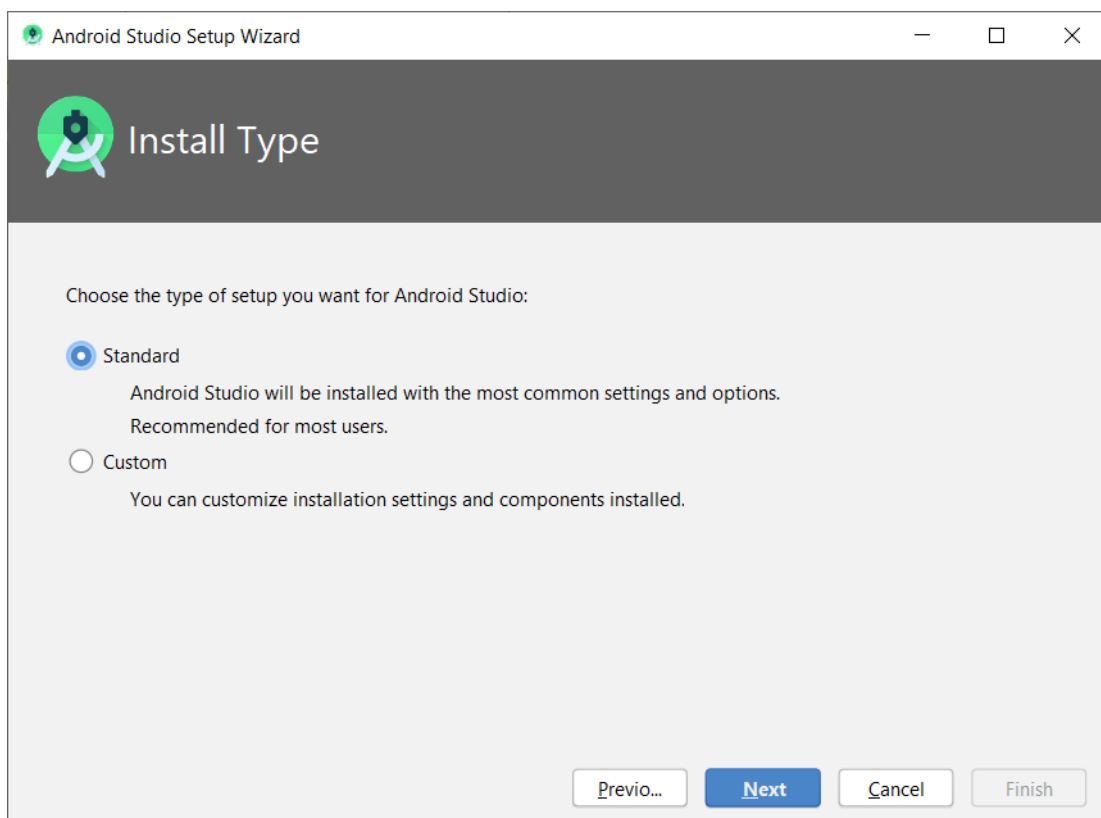 Android Studio Setup Wizard
Install Type
Choose the type of setup you want for Android Studio:
Standard
Android Studio will be installed with the most common settings and options.
Recommended for most users.
Custom
You can customize installation settings and components installed.
Previo... Next Cancel Finish